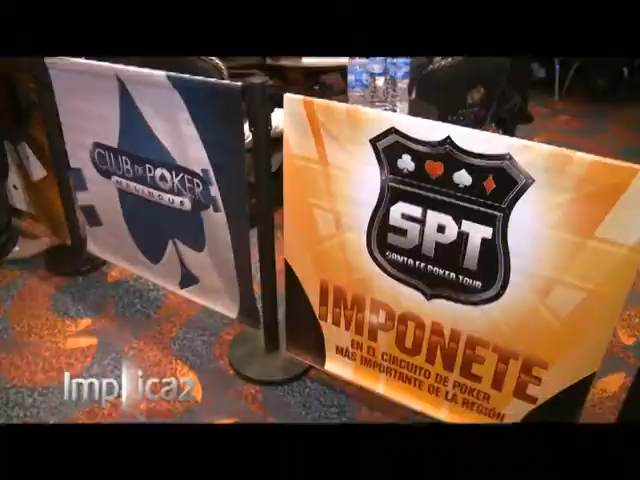 CLUB DE POKER
MELINCUE
SPT
SANTA FE POKER TOUR
IMPONETE
EN EL CIRCUITO DE POKER
MÁS IMPORTANTE DE LA REGIÓN
Implicaz